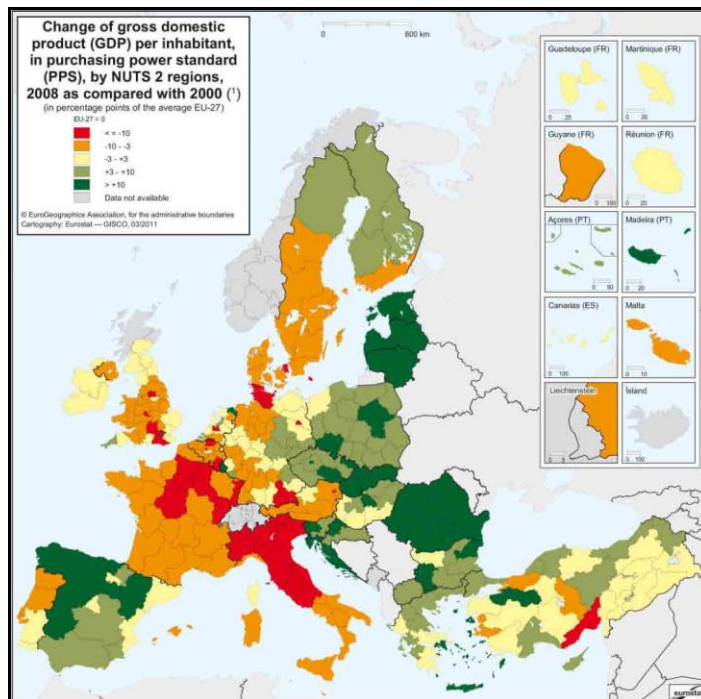 Change of gross domestic
product (GDP) per inhabitant,
in purchasing power standard
(PPS), by NUTS 2 regions,
2008 as compared with 2000 (¹)
(in percentage points of the average EU-27)
EU-27 = 0
< = -10
-10 - -3
-3 - +3
+3 - +10
> +10
Data not available
© EuroGeographics Association, for the administrative boundaries
Cartography: Eurostat — GISCO, 03/2011
0 600 km
Guadeloupe (FR)
0 25
Martinique (FR)
0 20
Guyane (FR)
0 100
Réunion (FR)
0 20
Açores (PT)
0 50
Madeira (PT)
0 20
Canarias (ES)
0 100
Malta
0 10
Liechtenstein
0 5
Ísland
0 100
eurostat